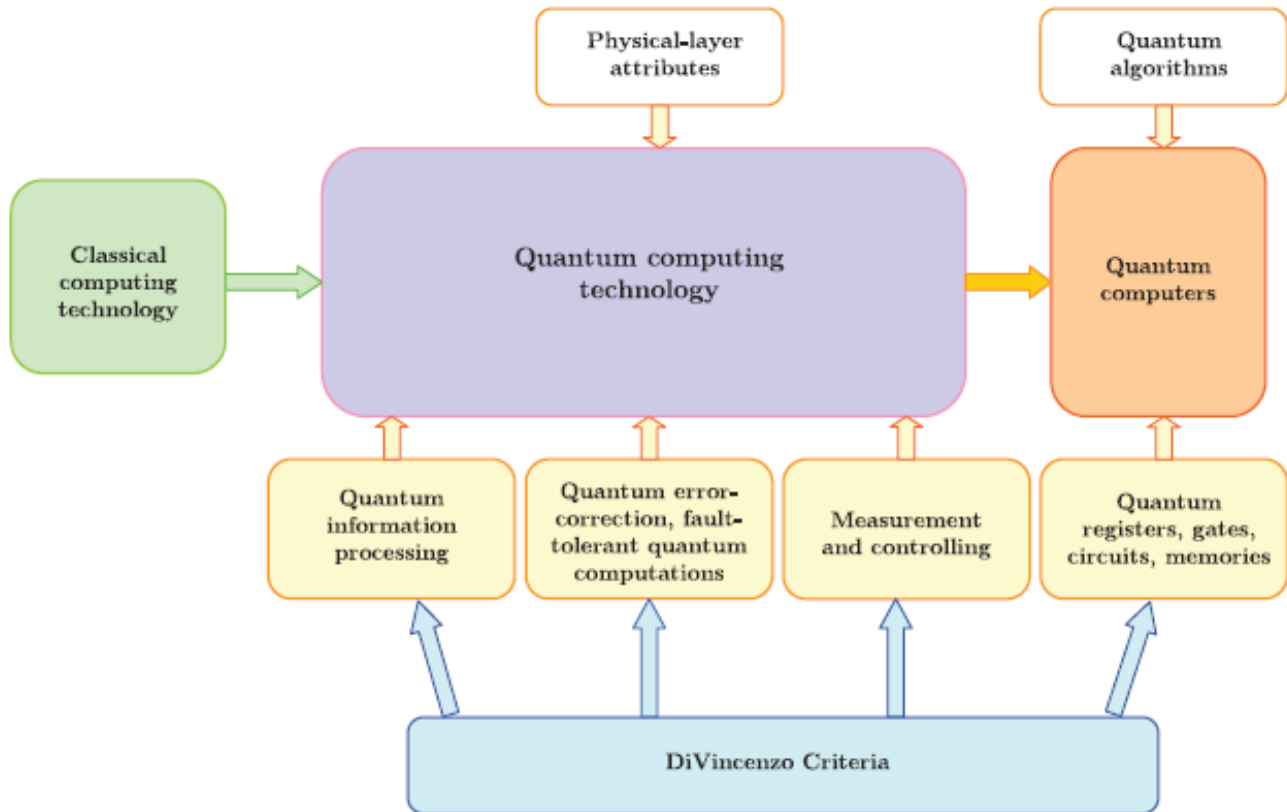 Physical-layer
attributes
Quantum
algorithms
Classical
computing
technology
Quantum computing
technology
Quantum
computers
Quantum
information
processing
Quantum error-
correction, fault-
tolerant quantum
computations
Measurement
and controlling
Quantum
registers, gates,
circuits, memories
DiVincenzo Criteria